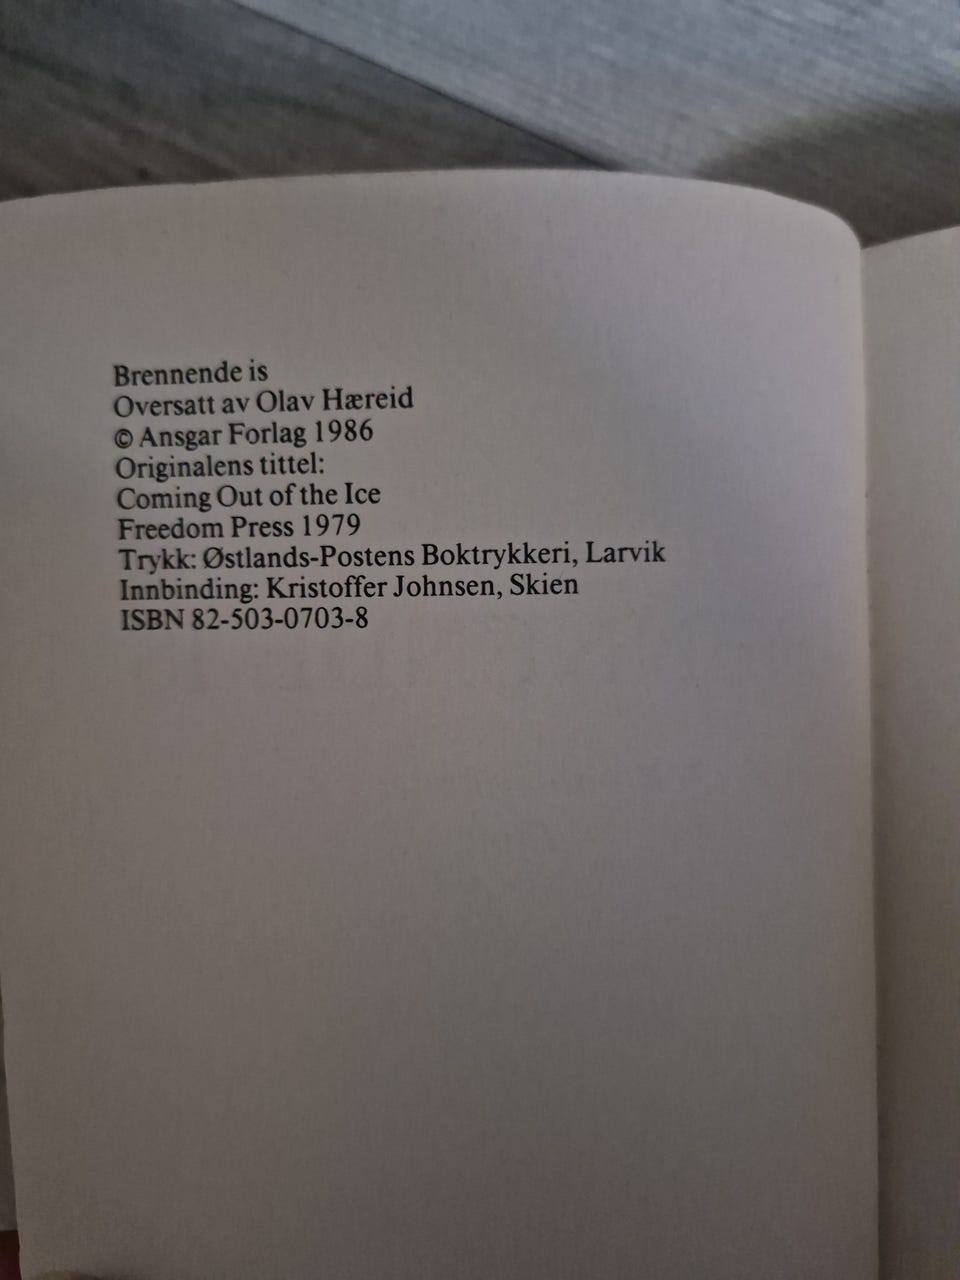 Brennende is
Oversatt av Olav Hæreid
© Ansgar Forlag 1986
Originalens tittel:
Coming Out of the Ice
Freedom Press 1979
Trykk: Østlands-Postens Boktrykkeri, Larvik
Innbinding: Kristoffer Johnsen, Skien
ISBN 82-503-0703-8